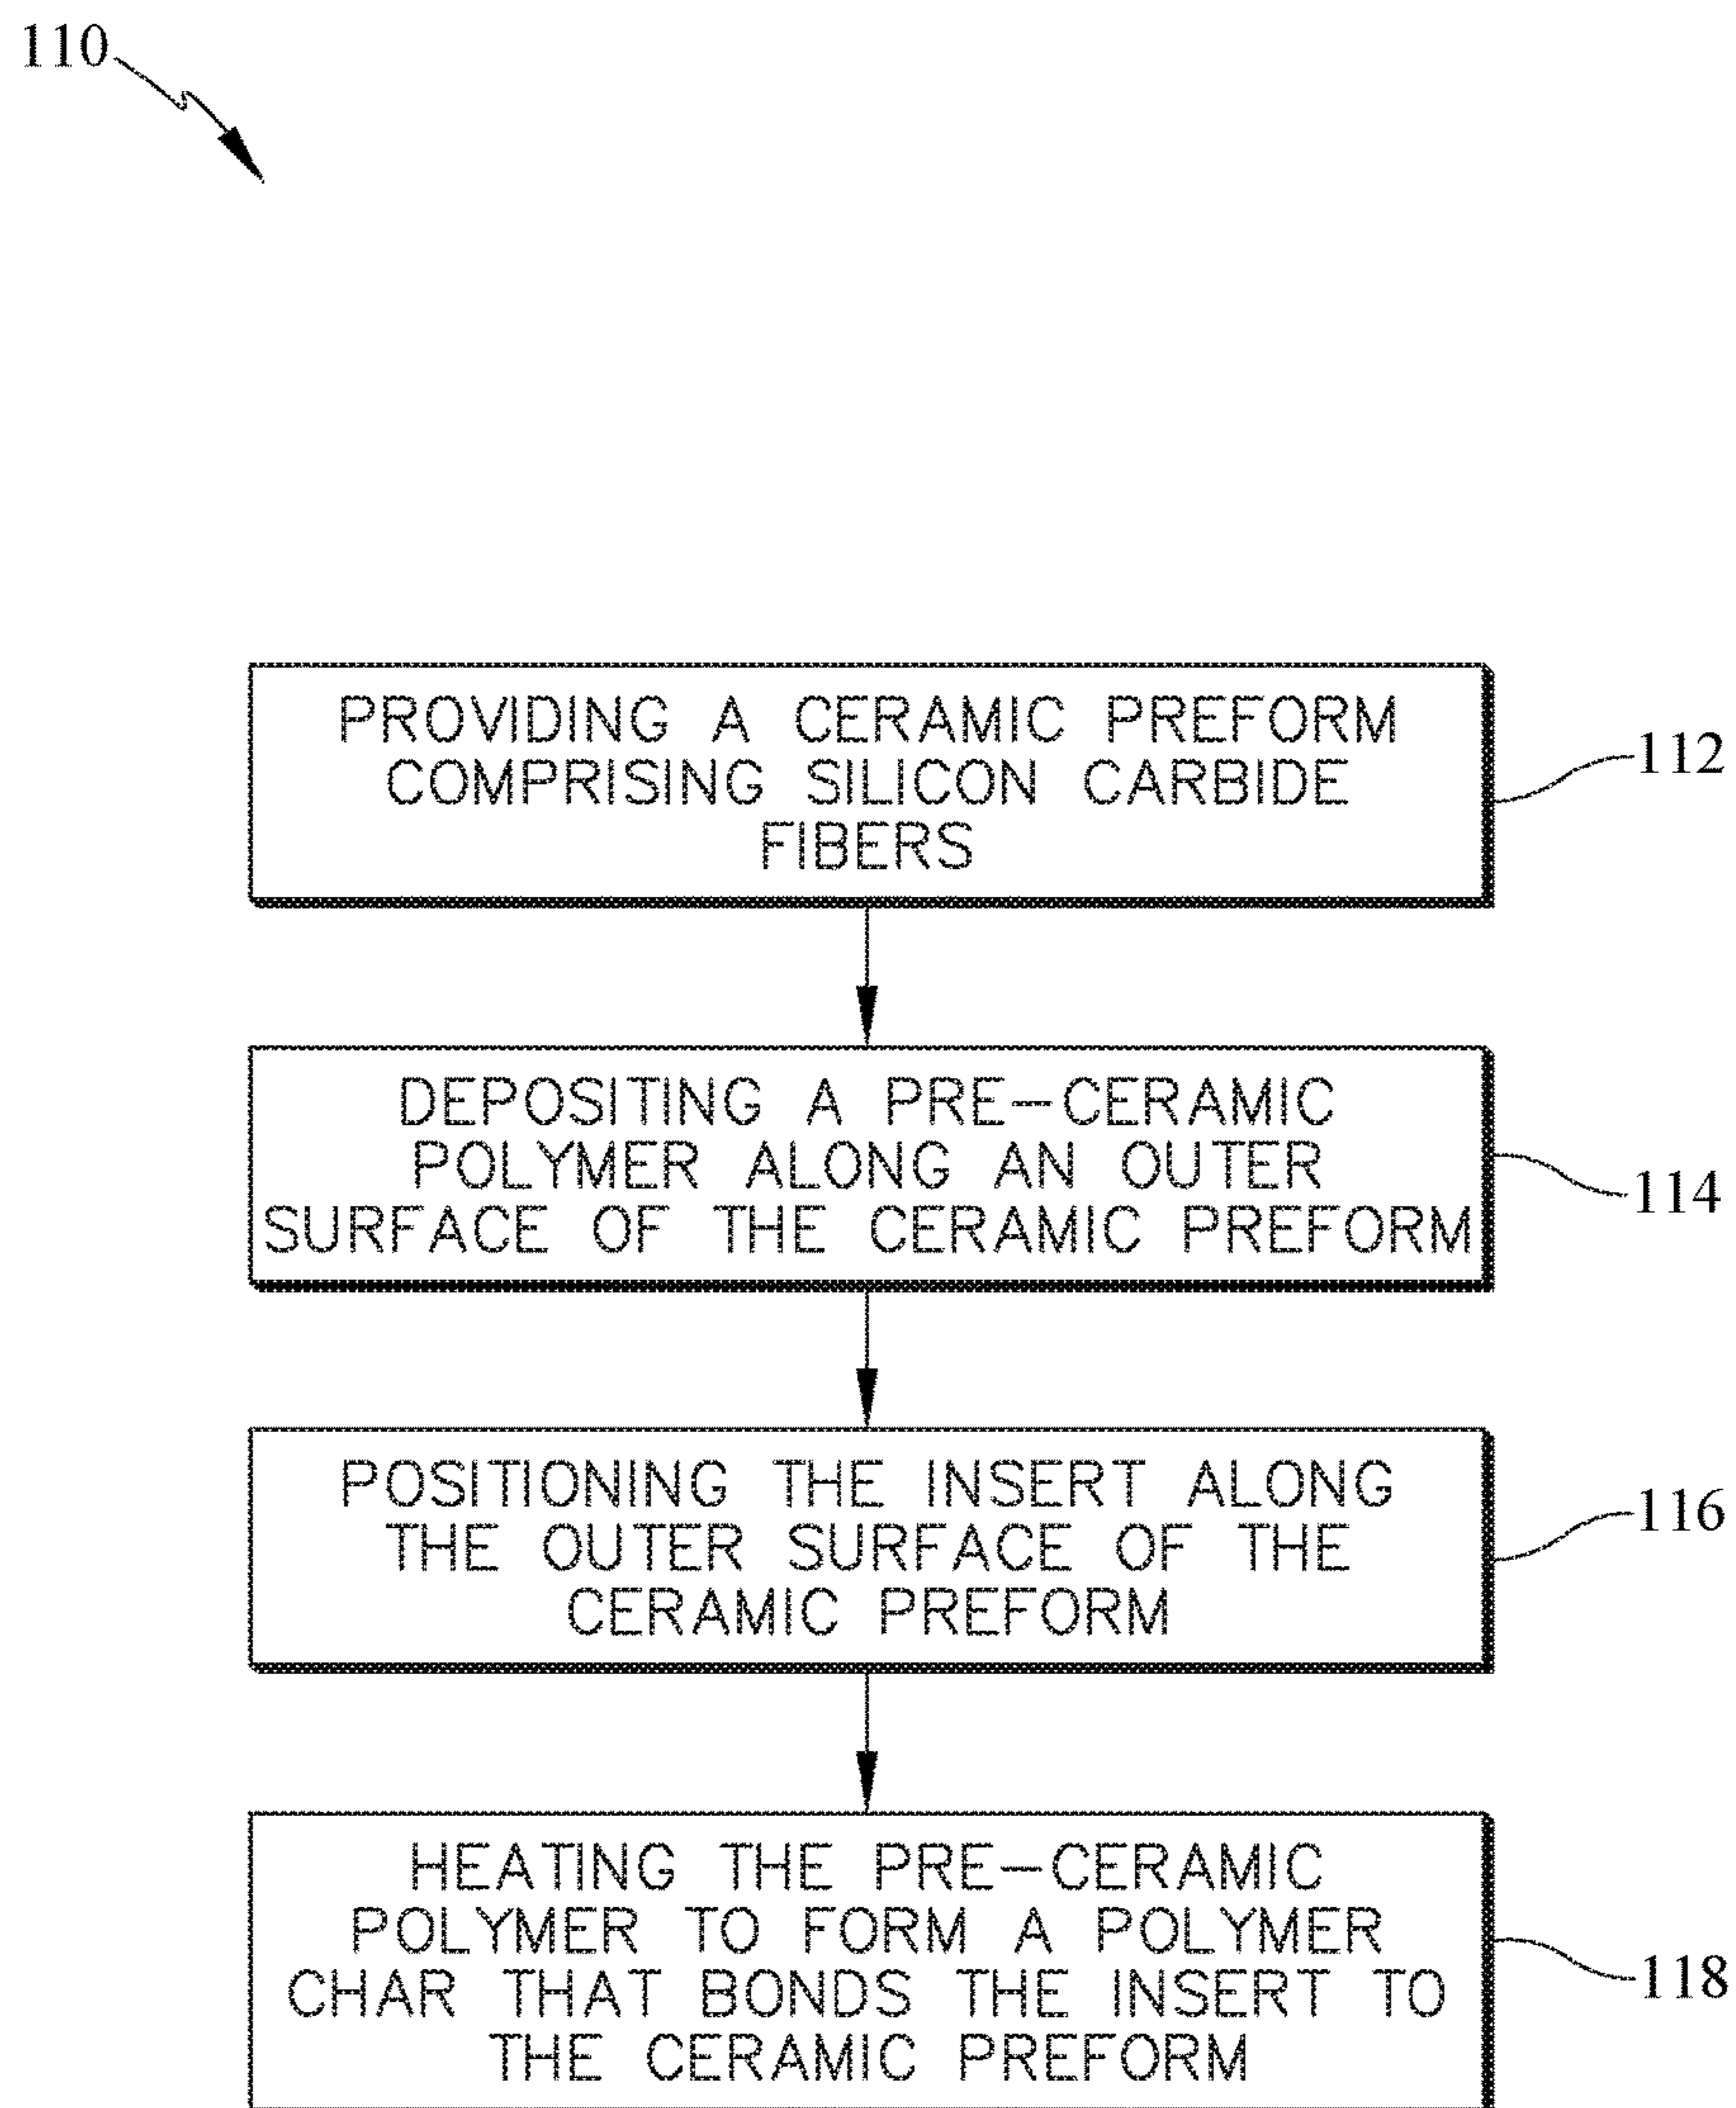 110
PROVIDING A CERAMIC PREFORM
COMPRISING SILICON CARBIDE
FIBERS
112
DEPOSITING A PRE-CERAMIC
POLYMER ALONG AN OUTER
SURFACE OF THE CERAMIC PREFORM
114
POSITIONING THE INSERT ALONG
THE OUTER SURFACE OF THE
CERAMIC PREFORM
116
HEATING THE PRE-CERAMIC
POLYMER TO FORM A POLYMER
CHAR THAT BONDS THE INSERT TO
THE CERAMIC PREFORM
118